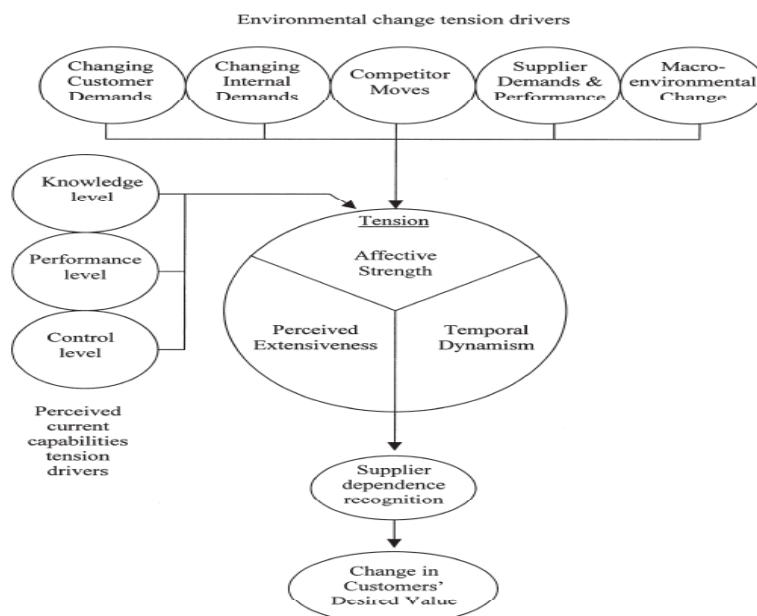 Environmental change tension drivers
Changing
Customer
Demands
Changing
Internal
Demands
Competitor
Moves
Supplier
Demands &
Performance
Macro-
environmental
Change
Knowledge
level
Performance
level
Control
level
Perceived
current
capabilities
tension
drivers
Tension
Affective
Strength
Perceived
Extensiveness
Temporal
Dynamism
Supplier
dependence
recognition
Change in
Customers'
Desired Value